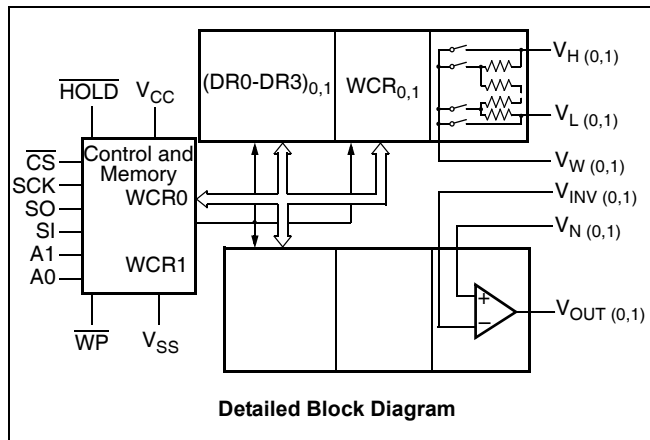 (DR0-DR3)0,1
WCR0,1
VH (0,1)
VL (0,1)
VW (0,1)
VINV (0,1)
VN (0,1)
VOUT (0,1)
HOLD
VCC
CS
SCK
SO
SI
A1
A0
Control and
Memory
WCR0
WCR1
WP
VSS
+
−
Detailed Block Diagram